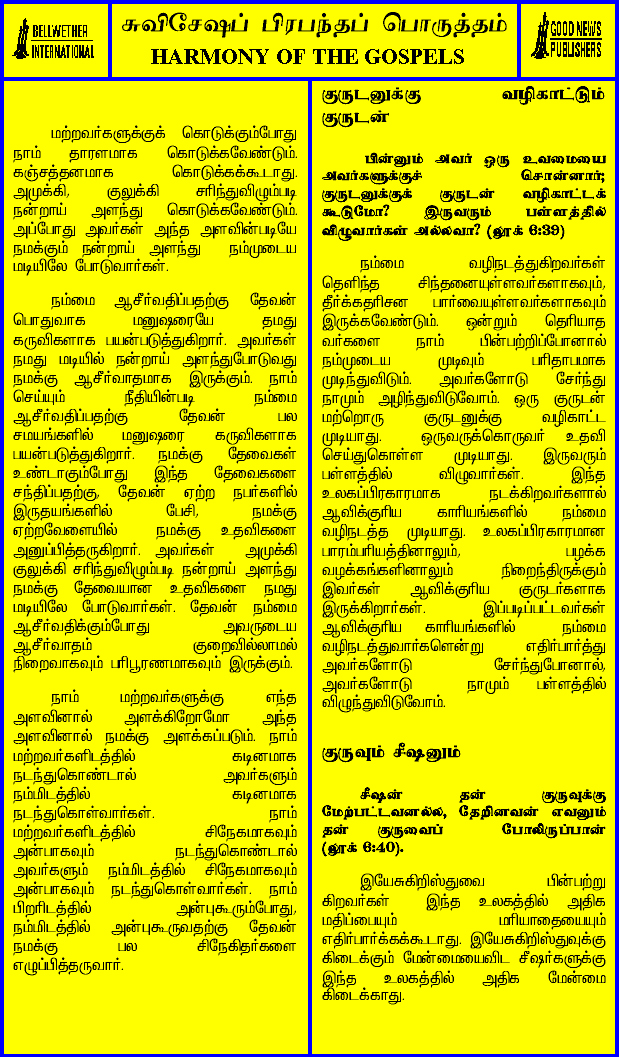 BELLWETHER
INTERNATIONAL
சுவிசேஷப் பிரபந்தப் பொருத்தம்
HARMONY OF THE GOSPELS
GOOD NEWS
PUBLISHERS
மற்றவர்களுக்குக் கொடுக்கும்போது
நாம் தாரளமாக கொடுக்கவேண்டும்.
கஞ்சத்தனமாக கொடுக்கக்கூடாது.
அமுக்கி, குலுக்கி சரிந்துவிழும்படி
நன்றாய் அளந்து கொடுக்கவேண்டும்.
அப்போது அவர்கள் அந்த அளவின்படியே
நமக்கும் நன்றாய் அளந்து நம்முடைய
மடியிலே போடுவார்கள்.
நம்மை ஆசீர்வதிப்பதற்கு தேவன்
பொதுவாக மனுஷரையே தமது
கருவிகளாக பயன்படுத்துகிறார். அவர்கள்
நமது மடியில் நன்றாய் அளந்துபோடுவது
நமக்கு ஆசீர்வாதமாக இருக்கும். நாம்
செய்யும் நீதியின்படி நம்மை
ஆசீர்வதிப்பதற்கு தேவன் பல
சமயங்களில் மனுஷரை கருவிகளாக
பயன்படுத்துகிறார். நமக்கு தேவைகள்
உண்டாகும்போது இந்த தேவைகளை
சந்திப்பதற்கு, தேவன் ஏற்ற நபர்களில்
இருதயங்களில் பேசி, நமக்கு
ஏற்றவேளையில் நமக்கு உதவிகளை
அனுப்பித்தருகிறார். அவர்கள் அமுக்கி
குலுக்கி சரிந்துவிழும்படி நன்றாய் அளந்து
நமக்கு தேவையான உதவிகளை நமது
மடியிலே போடுவார்கள். தேவன் நம்மை
ஆசீர்வதிக்கும்போது அவருடைய
ஆசீர்வாதம் குறைவில்லாமல்
நிறைவாகவும் பரிபூரணமாகவும் இருக்கும்.
நாம் மற்றவர்களுக்கு எந்த
அளவினால் அளக்கிறோமோ அந்த
அளவினால் நமக்கு அளக்கப்படும். நாம்
மற்றவர்களிடத்தில் கடினமாக
நடந்துகொண்டால் அவர்களும்
நம்மிடத்தில் கடினமாக
நடந்துகொள்வார்கள். நாம்
மற்றவர்களிடத்தில் சிநேகமாகவும்
அன்பாகவும் நடந்துகொண்டால்
அவர்களும் நம்மிடத்தில் சிநேகமாகவும்
அன்பாகவும் நடந்துகொள்வார்கள். நாம்
பிறரிடத்தில் அன்புகூரும்போது,
நம்மிடத்தில் அன்புகூருவதற்கு தேவன்
நமக்கு பல சிநேகிதர்களை
எழுப்பித்தருவார்.
குருடனுக்கு வழிகாட்டும்
குருடன்
பின்னும் அவர் ஒரு உவமையை
அவர்களுக்குச் சொன்னார்;
குருடனுக்குக் குருடன் வழிகாட்டக்
கூடுமோ? இருவரும் பள்ளத்தில்
விழுவார்கள் அல்லவா? (லூக் 6:39)
நம்மை வழிநடத்துகிறவர்கள்
தெளிந்த சிந்தனையுள்ளவர்களாகவும்,
தீர்க்கதரிசன பார்வையுள்ளவர்களாகவும்
இருக்கவேண்டும். ஒன்றும் தெரியாத
வர்களை நாம் பின்பற்றிப்போனால்
நம்முடைய முடிவும் பரிதாபமாக
முடிந்துவிடும். அவர்களோடு சேர்ந்து
நாமும் அழிந்துவிடுவோம். ஒரு குருடன்
மற்றொரு குருடனுக்கு வழிகாட்ட
முடியாது. ஒருவருக்கொருவர் உதவி
செய்துகொள்ள முடியாது. இருவரும்
பள்ளத்தில் விழுவார்கள். இந்த
உலகப்பிரகாரமாக நடக்கிறவர்களால்
ஆவிக்குரிய காரியங்களில் நம்மை
வழிநடத்த முடியாது. உலகப்பிரகாரமான
பாரம்பரியத்தினாலும், பழக்க
வழக்கங்களினாலும் நிறைந்திருக்கும்
இவர்கள் ஆவிக்குரிய குருடர்களாக
இருக்கிறார்கள். இப்படிப்பட்டவர்கள்
ஆவிக்குரிய காரியங்களில் நம்மை
வழிநடத்துவார்களென்று எதிர்பார்த்து
அவர்களோடு சேர்ந்துபோனால்,
அவர்களோடு நாமும் பள்ளத்தில்
விழுந்துவிடுவோம்.
குருவும் சீஷனும்
சீஷன் தன் குருவுக்கு
மேற்பட்டவனல்ல, தேறினவன் எவனும்
தன் குருவைப் போலிருப்பான்
(லூக் 6:40).
இயேசுகிறிஸ்துவை பின்பற்று
கிறவர்கள் இந்த உலகத்தில் அதிக
மதிப்பையும் மரியாதையையும்
எதிர்பார்க்கக்கூடாது. இயேசுகிறிஸ்துவுக்கு
கிடைக்கும் மேன்மையைவிட சீஷர்களுக்கு
இந்த உலகத்தில் அதிக மேன்மை
கிடைக்காது.